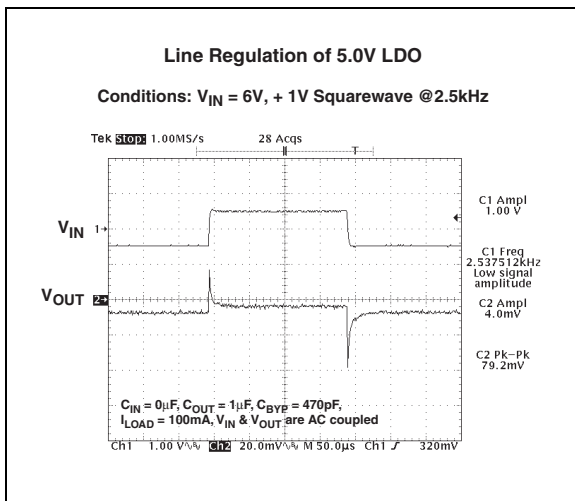 Line Regulation of 5.0V LDO
Conditions: VIN = 6V, + 1V Squarewave @2.5kHz
Tek Stop: 1.00MS/s 28 Acqs
T
C1 Ampl
1.00 V
VIN 1→
C1 Freq
2.537512kHz
Low signal
amplitude
VOUT 2→
C2 Ampl
4.0mV
C2 Pk–Pk
79.2mV
CIN = 0μF, COUT = 1μF, CBYP = 470pF,
ILOAD = 100mA, VIN & VOUT are AC coupled
Ch1 1.00 V Ch2 20.0mV M 50.0µs Ch1 320mV